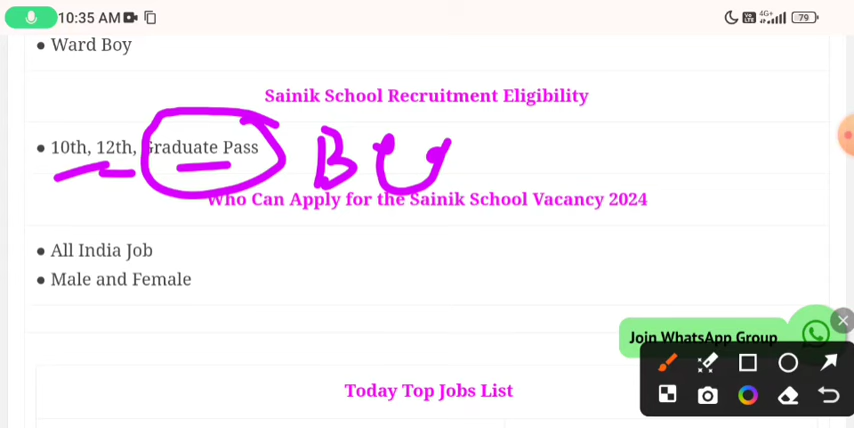 10:35 AM
4G+
79
● Ward Boy
Sainik School Recruitment Eligibility
● 10th, 12th, Graduate Pass
B
Who Can Apply for the Sainik School Vacancy 2024
● All India Job
● Male and Female
Join WhatsApp Group
Today Top Jobs List